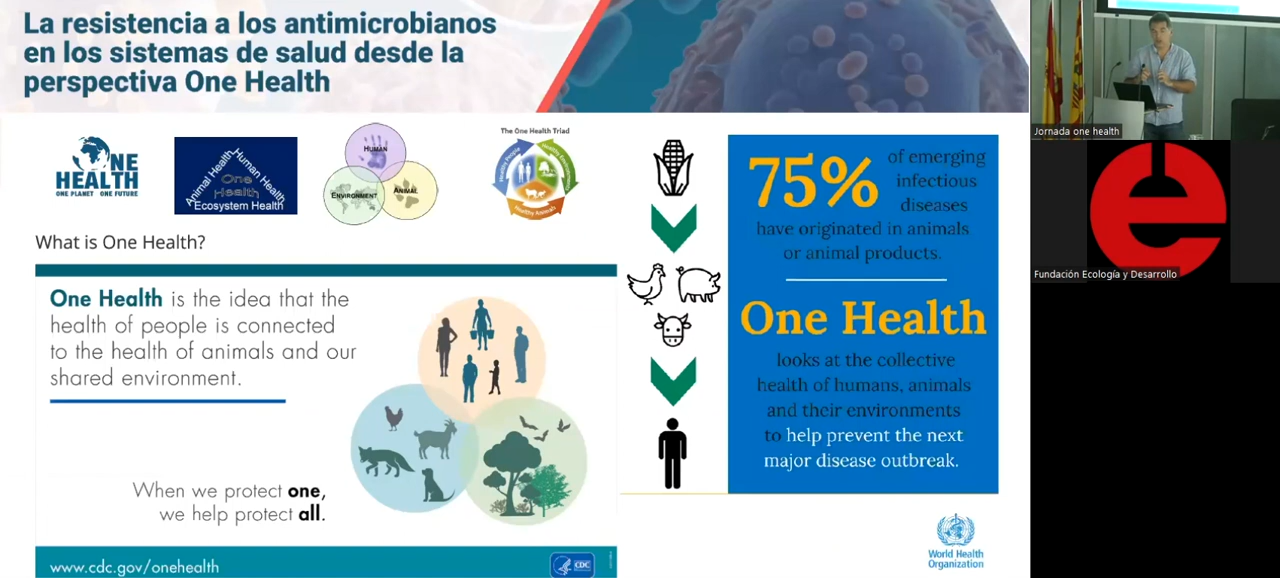 La resistencia a los antimicrobianos
en los sistemas de salud desde la
perspectiva One Health
ONE
HEALTH
ONE PLANET ONE FUTURE
Animal Health
Human Health
One
Health
Ecosystem Health
HUMAN
ENVIRONMENT
ANIMAL
The One Health Triad
Healthy People
Healthy Environments
Healthy Animals
What is One Health?
One Health is the idea that the
health of people is connected
to the health of animals and our
shared environment.
When we protect one,
we help protect all.
www.cdc.gov/onehealth
CDC
75%
of emerging
infectious
diseases
have originated in animals
or animal products.
One Health
looks at the collective
health of humans, animals
and their environments
to help prevent the next
major disease outbreak.
World Health
Organization
Jornada one health
e
Fundación Ecología y Desarrollo